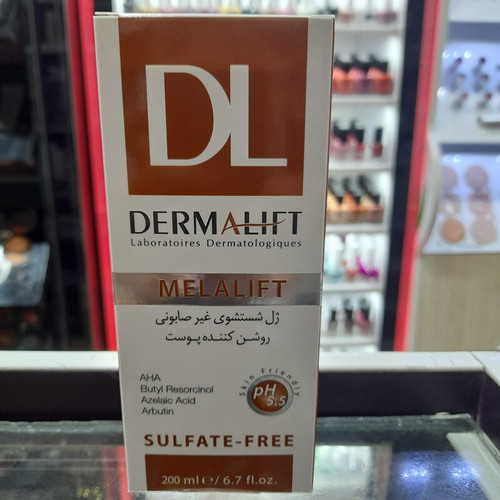 DL
DERMALIFT
Laboratoires Dermatologiques
MELALIFT
ژل شستشوی غیر صابونی
روشن کننده پوست
AHA
Butyl Resorcinol
Azelaic Acid
Arbutin
Skin Friendly
pH
5.5
SULFATE-FREE
200 ml ℮ / 6.7 fl.oz.